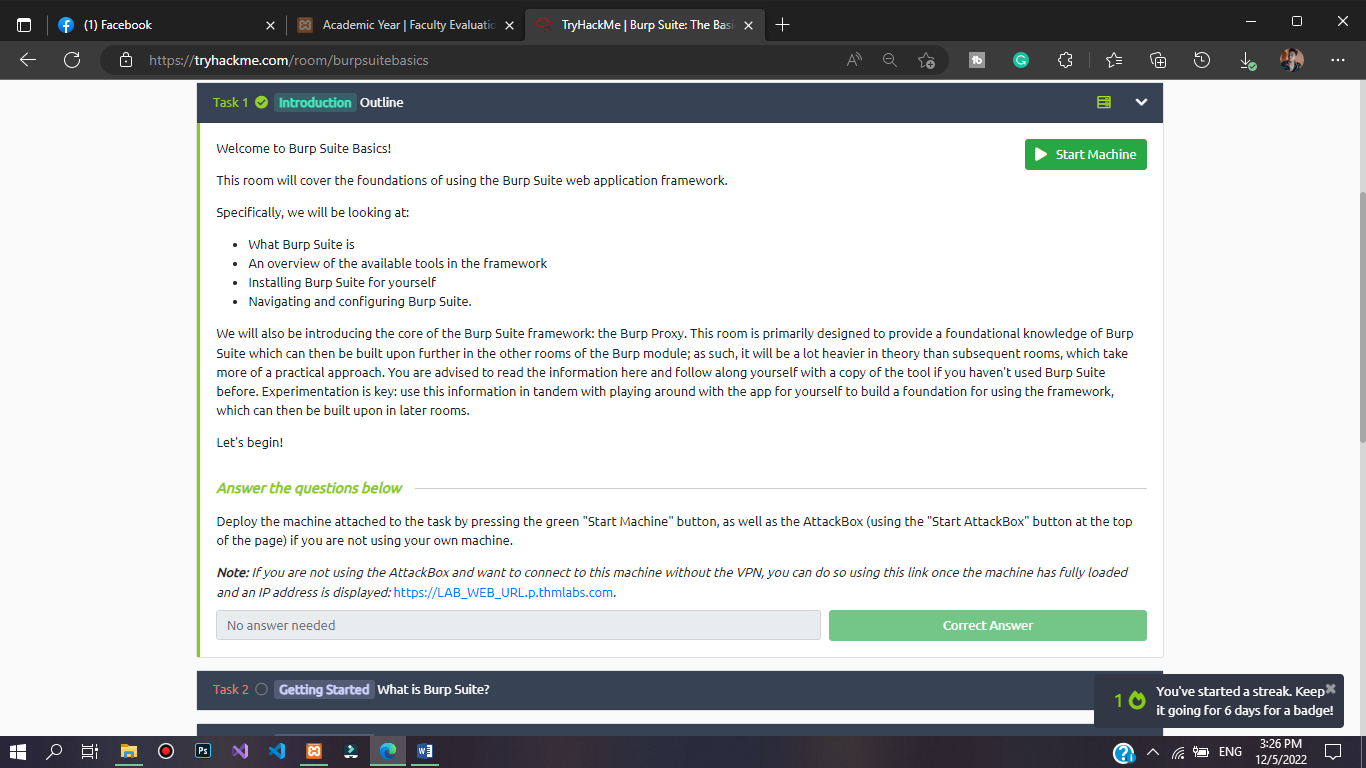 (1) Facebook
Academic Year | Faculty Evaluatio
TryHackMe | Burp Suite: The Basi
https://tryhackme.com/room/burpsuitebasics
Task 1 Introduction Outline
Welcome to Burp Suite Basics!
Start Machine
This room will cover the foundations of using the Burp Suite web application framework.
Specifically, we will be looking at:
• What Burp Suite is
• An overview of the available tools in the framework
• Installing Burp Suite for yourself
• Navigating and configuring Burp Suite.
We will also be introducing the core of the Burp Suite framework: the Burp Proxy. This room is primarily designed to provide a foundational knowledge of Burp
Suite which can then be built upon further in the other rooms of the Burp module; as such, it will be a lot heavier in theory than subsequent rooms, which take
more of a practical approach. You are advised to read the information here and follow along yourself with a copy of the tool if you haven't used Burp Suite
before. Experimentation is key: use this information in tandem with playing around with the app for yourself to build a foundation for using the framework,
which can then be built upon in later rooms.
Let's begin!
Answer the questions below
Deploy the machine attached to the task by pressing the green "Start Machine" button, as well as the AttackBox (using the "Start AttackBox" button at the top
of the page) if you are not using your own machine.
Note: If you are not using the AttackBox and want to connect to this machine without the VPN, you can do so using this link once the machine has fully loaded
and an IP address is displayed: https://LAB_WEB_URL.p.thmlabs.com.
No answer needed
Correct Answer
Task 2 Getting Started What is Burp Suite?
1
You've started a streak. Keep
it going for 6 days for a badge!
Ps
ENG
3:26 PM
12/5/2022